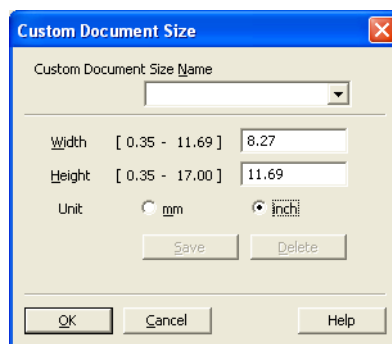 Custom Document Size
Custom Document Size Name
Width [ 0.35 - 11.69 ] 8.27
Height [ 0.35 - 17.00 ] 11.69
Unit mm inch
Save Delete
OK Cancel Help